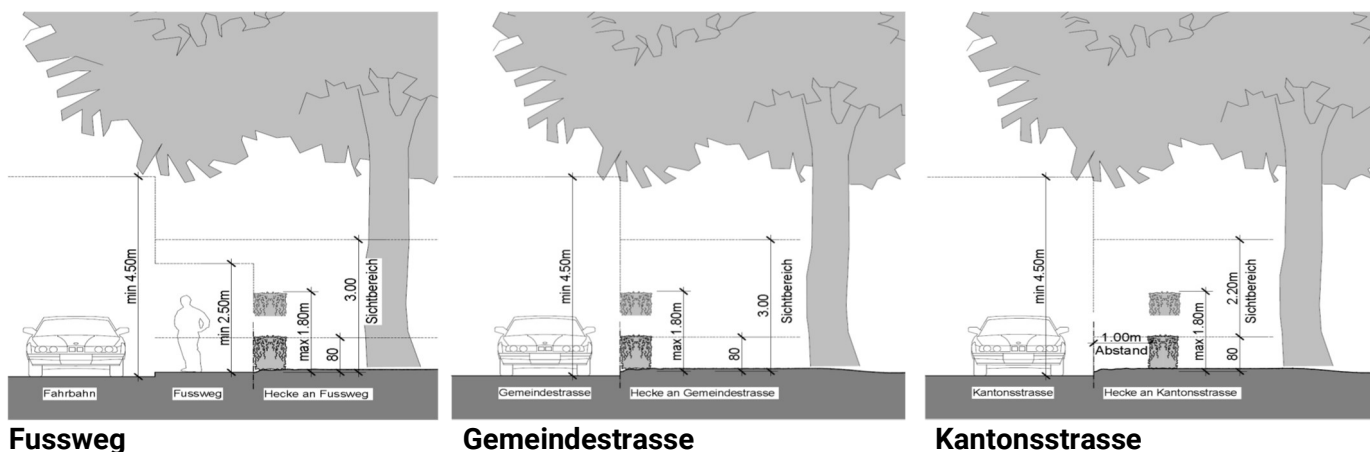 min 4.50m
min 2.50m
max 1.80m
80
3.00
Sichtbereich
Fahrbahn
Fussweg
Hecke an Fussweg
Fussweg
min 4.50m
max 1.80m
80
3.00
Sichtbereich
Gemeindestrasse
Hecke an Gemeindestrasse
Gemeindestrasse
min 4.50m
1.00m
Abstand
max 1.80m
80
2.20m
Sichtbereich
Kantonsstrasse
Hecke an Kantonsstrasse
Kantonsstrasse